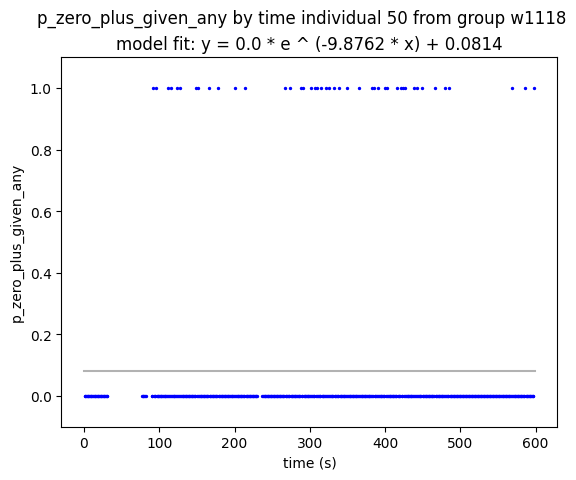 p_zero_plus_given_any by time individual 50 from group w1118
model fit: y = 0.0 * e ^ (-9.8762 * x) + 0.0814
1.0
0.8
0.6
0.4
0.2
0.0
p_zero_plus_given_any
0 100 200 300 400 500 600
time (s)